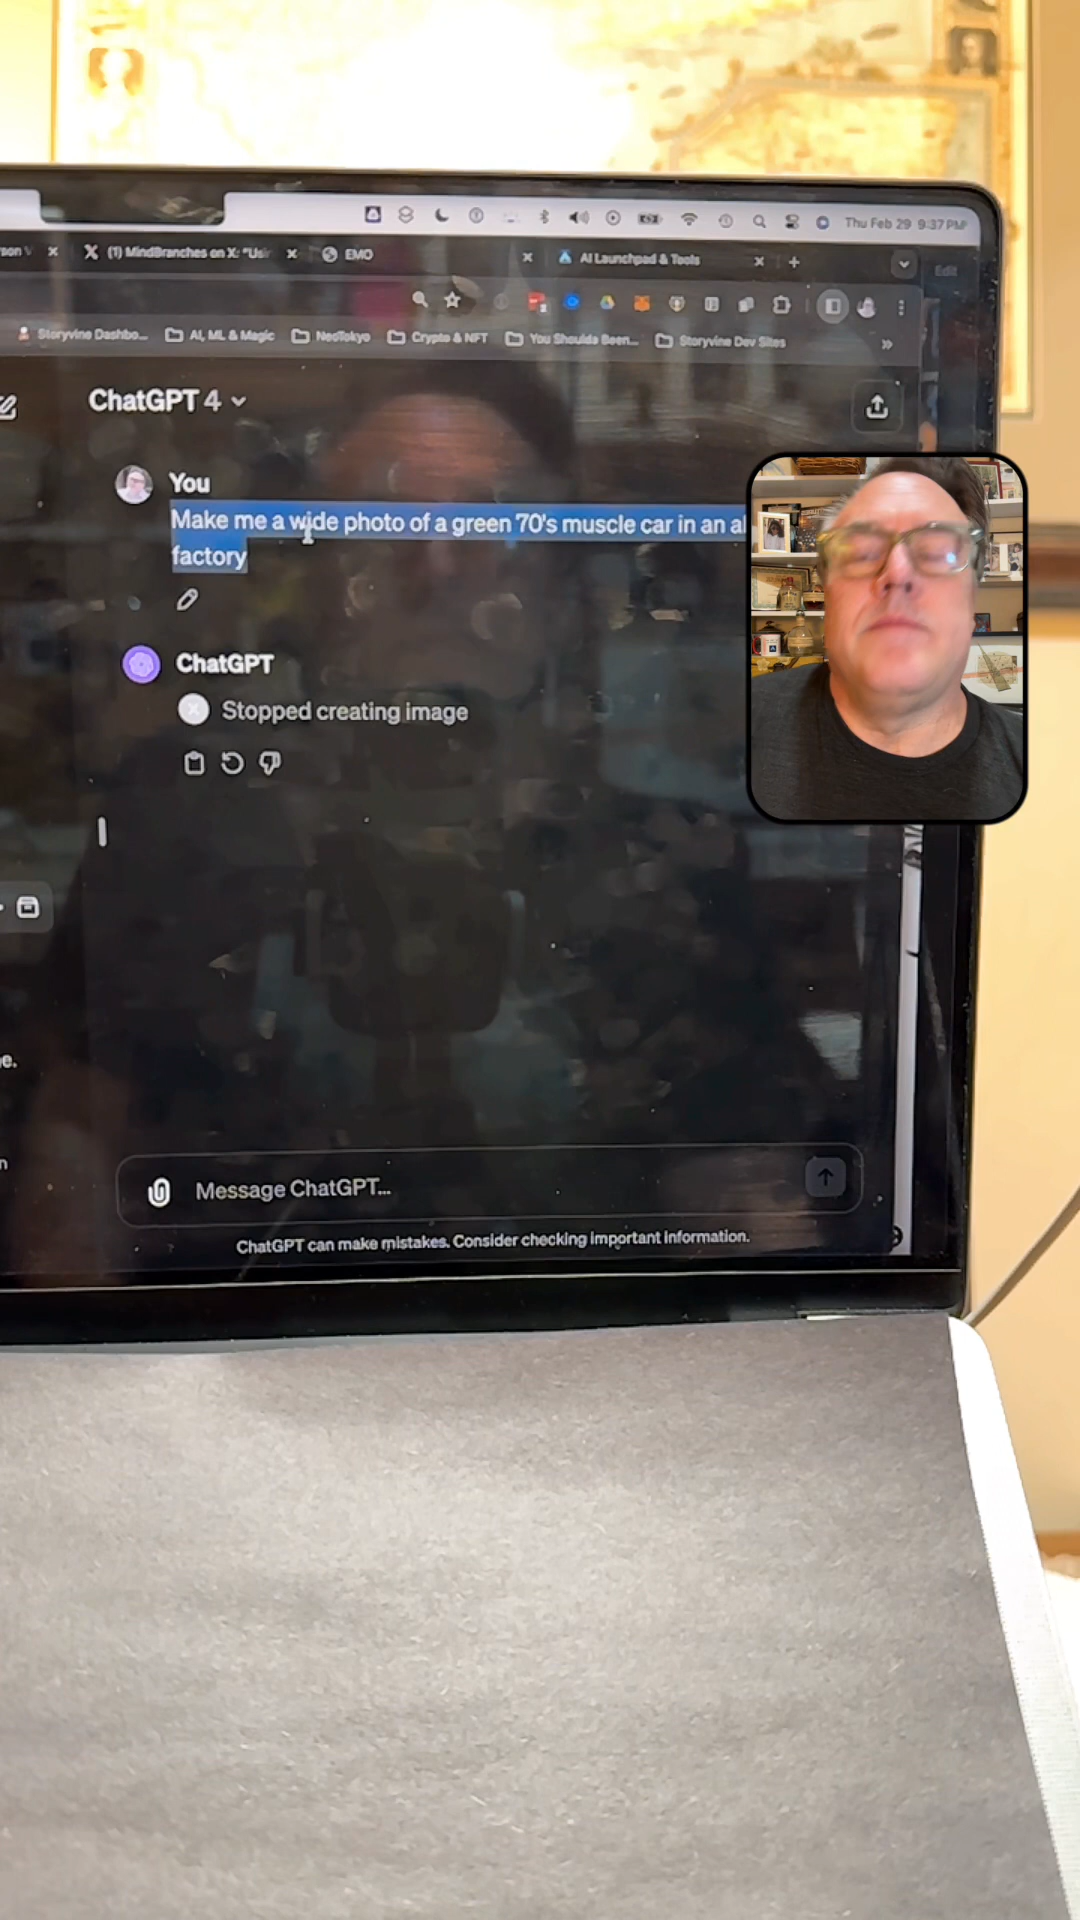 Thu Feb 29 9:37 PM
(1) MindBranches on X: "Usin
EMO
AI Launchpad & Tools
Edit
Storyvine Dashbo...
AI, ML & Magic
NeoTokyo
Crypto & NFT
You Shoulda Been...
Storyvine Dev Sites
ChatGPT 4
You
Make me a wide photo of a green 70's muscle car in an
factory
ChatGPT
Stopped creating image
e.
n
Message ChatGPT...
ChatGPT can make mistakes. Consider checking important information.